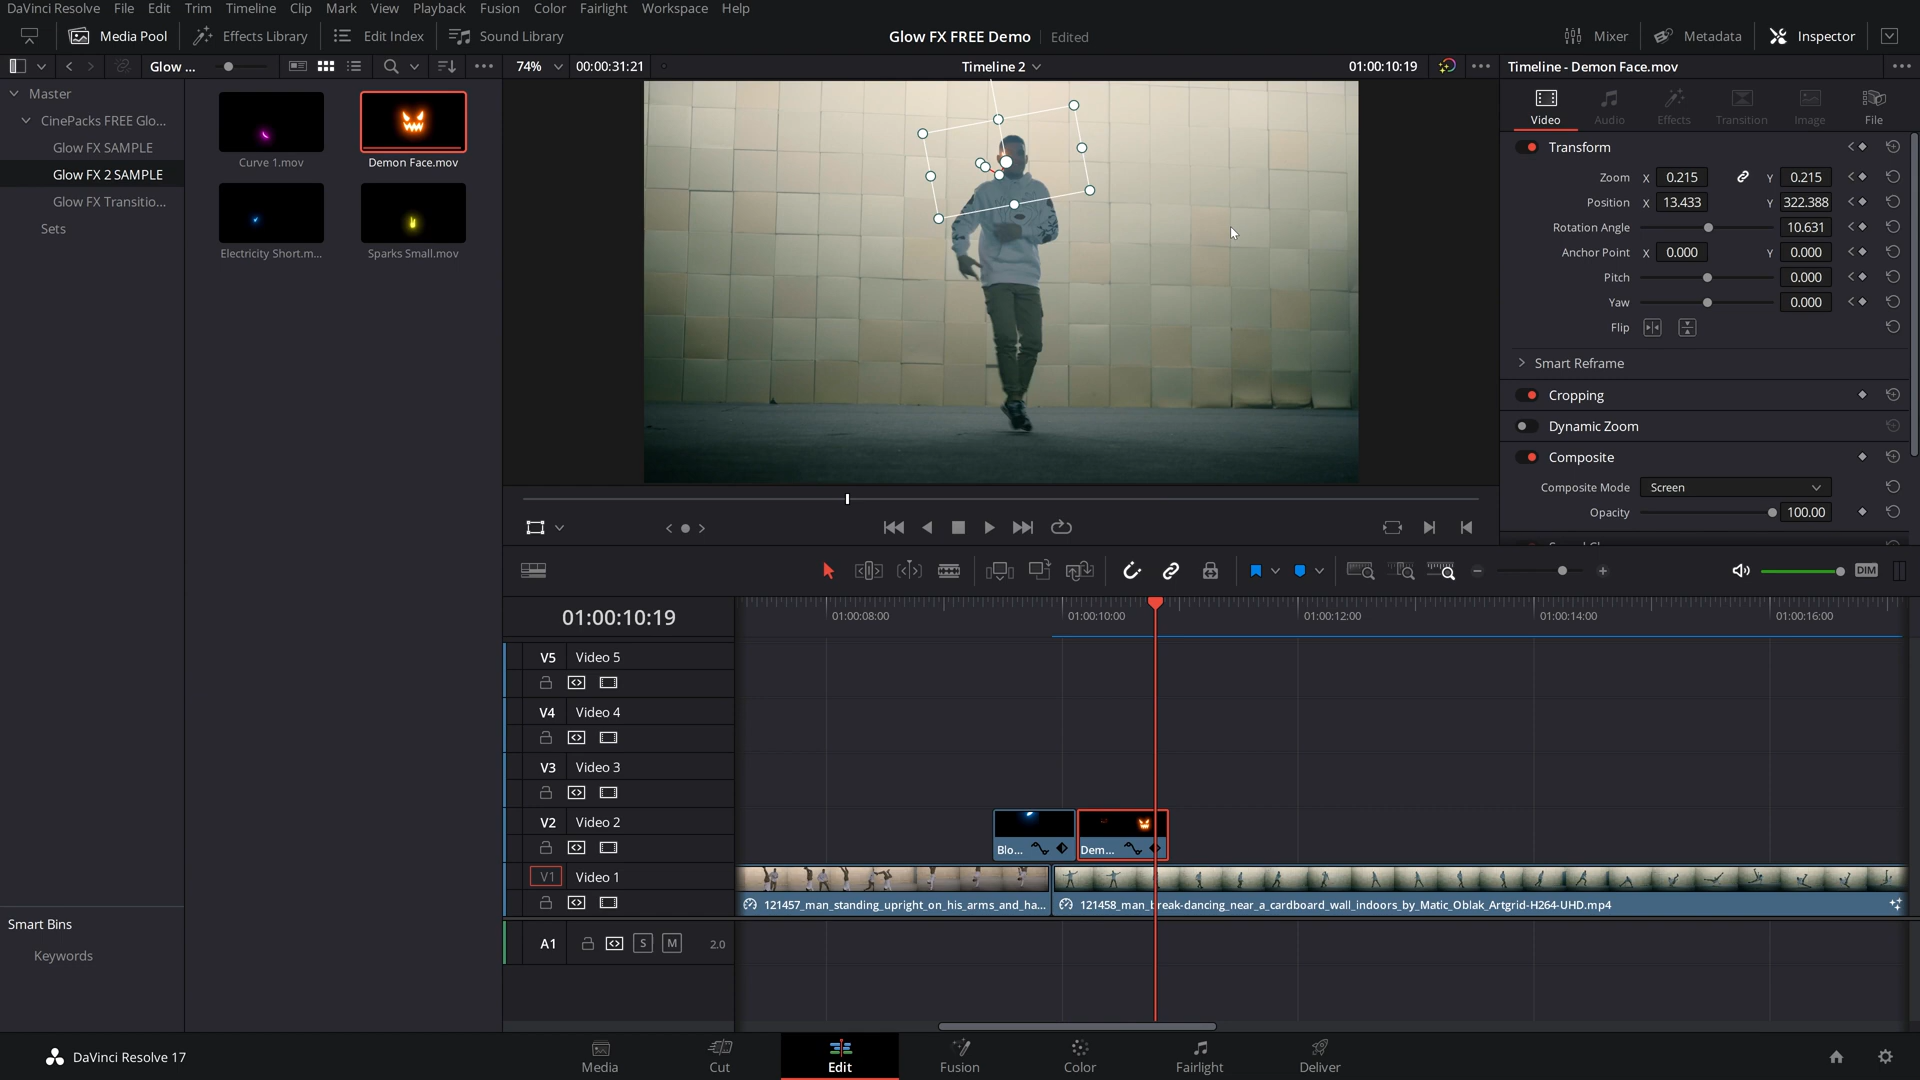 DaVinci Resolve File Edit Trim Timeline Clip Mark View Playback Fusion Color Fairlight Workspace Help
Media Pool Effects Library Edit Index Sound Library Glow FX FREE Demo Edited Mixer Metadata Inspector
Glow ... 74% 00:00:31:21 Timeline 2 01:00:10:19 Timeline - Demon Face.mov
Master
CinePacks FREE Glo...
Glow FX SAMPLE
Glow FX 2 SAMPLE
Glow FX Transitio...
Sets
Curve 1.mov Demon Face.mov
Electricity Short.m... Sparks Small.mov
Video Audio Effects Transition Image File
Transform
Zoom X 0.215 Y 0.215
Position X 13.433 Y 322.388
Rotation Angle 10.631
Anchor Point X 0.000 Y 0.000
Pitch 0.000
Yaw 0.000
Flip
Smart Reframe
Cropping
Dynamic Zoom
Composite
Composite Mode Screen
Opacity 100.00
DIM
01:00:10:19 01:00:08:00 01:00:10:00 01:00:12:00 01:00:14:00 01:00:16:00
V5 Video 5
V4 Video 4
V3 Video 3
V2 Video 2
Blo... Dem...
V1 Video 1
121457_man_standing_upright_on_his_arms_and_ha... 121458_man_break-dancing_near_a_cardboard_wall_indoors_by_Matic_Oblak_Artgrid-H264-UHD.mp4
A1 S M 2.0
Smart Bins
Keywords
DaVinci Resolve 17
Media Cut Edit Fusion Color Fairlight Deliver